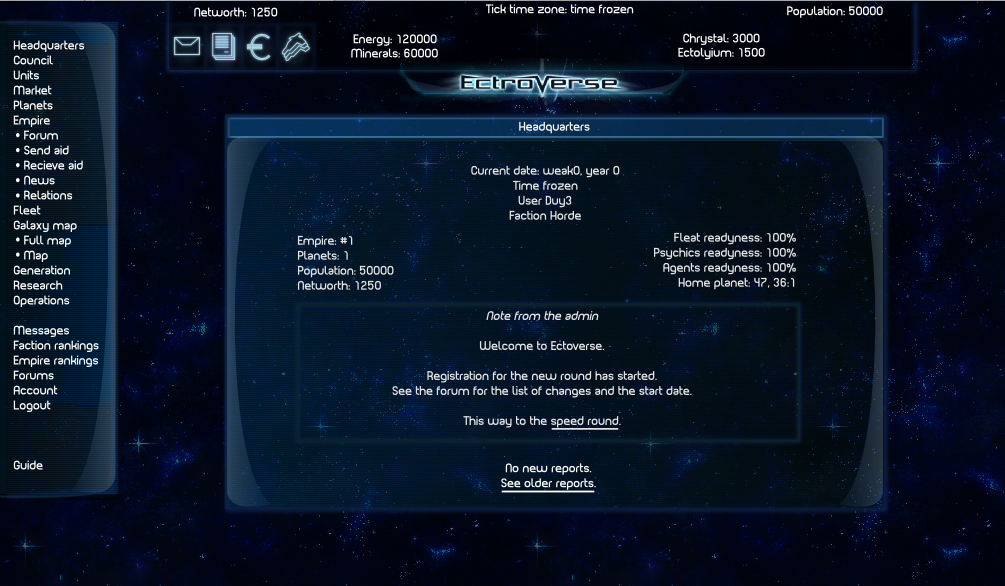 Networth: 1250
Tick time zone: time frozen
Population: 50000
Energy: 120000
Minerals: 60000
Chrystal: 3000
Ectolyium: 1500
EctroVerse
Headquarters
Council
Units
Market
Planets
Empire
• Forum
• Send aid
• Recieve aid
• News
• Relations
Fleet
Galaxy map
• Full map
• Map
Generation
Research
Operations
Messages
Faction rankings
Empire rankings
Forums
Account
Logout
Guide
Headquarters
Current date: weak0, year 0
Time frozen
User Duy3
Faction Horde
Empire: #1
Planets: 1
Population: 50000
Networth: 1250
Fleat readyness: 100%
Psychics readyness: 100%
Agents readyness: 100%
Home planet: 47, 36:1
Note from the admin
Welcome to Ectoverse.
Registration for the new round has started.
See the forum for the list of changes and the start date.
This way to the speed round.
No new reports.
See older reports.